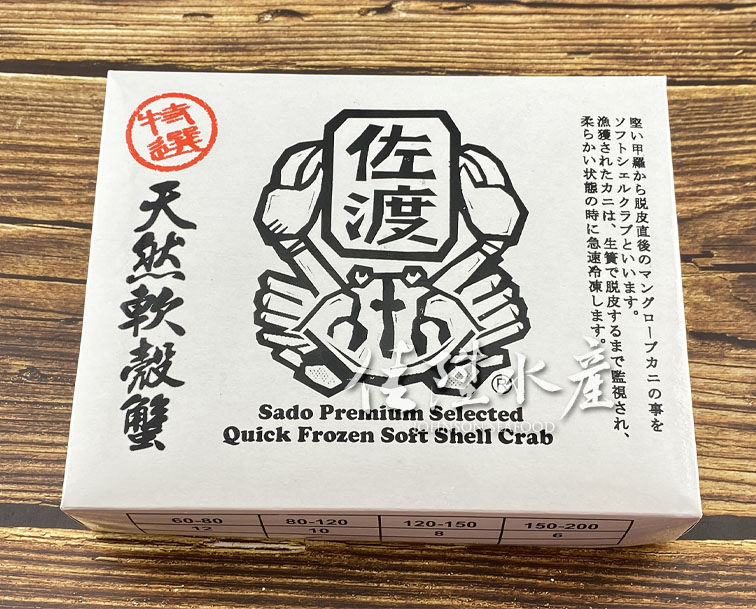 特選
天然軟殼蟹
佐渡
堅い甲羅から脱皮直後のマングローブカニの事を
ソフトシェルクラブといいます。
漁獲されたカニは、生簀で脱皮するまで監視され、
柔らかい状態の時に急速冷凍します。
佳溼水産
JOHNSON SEAFOOD
®
Sado Premium Selected
Quick Frozen Soft Shell Crab
60-80 80-120 120-150 150-200
12 10 8 6